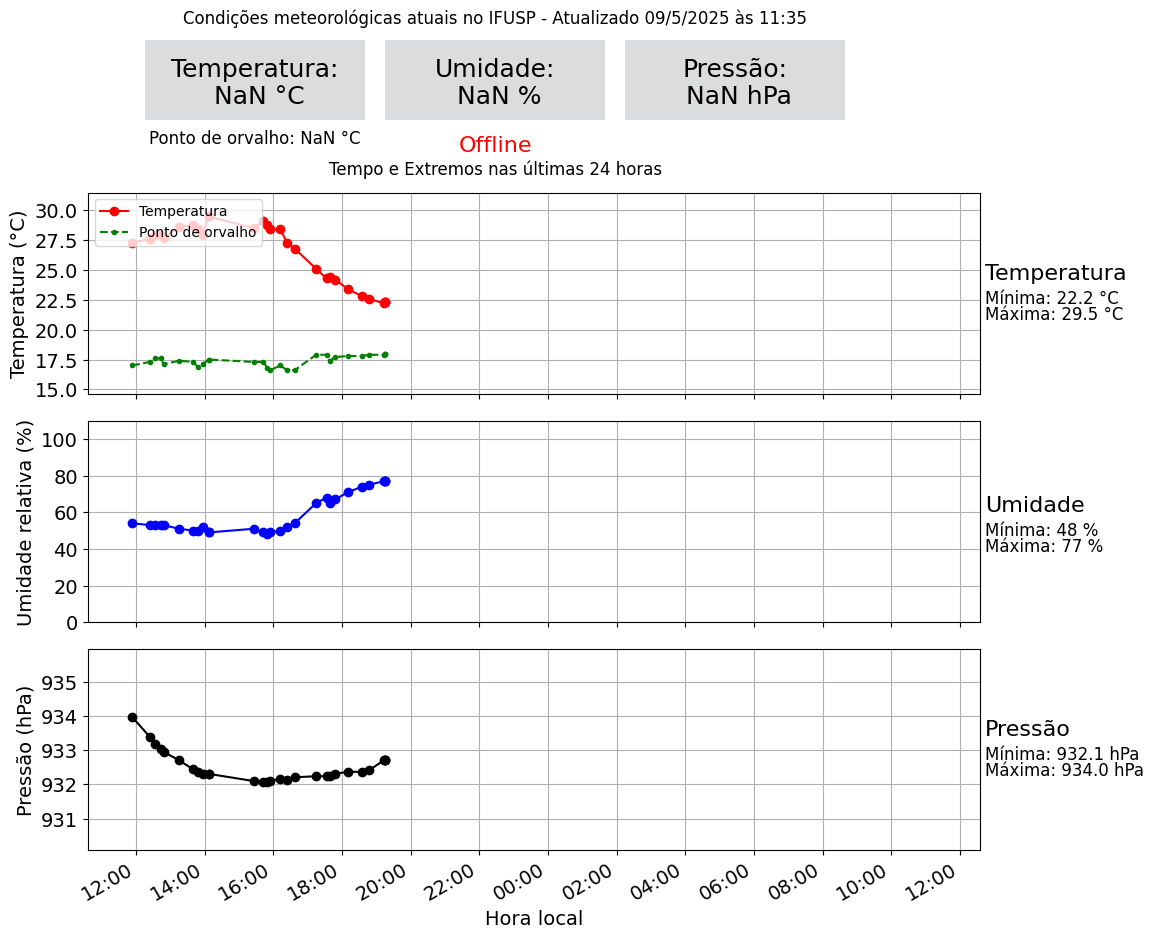 Condições meteorológicas atuais no IFUSP - Atualizado 09/5/2025 às 11:35
Temperatura:
NaN °C
Umidade:
NaN %
Pressão:
NaN hPa
Ponto de orvalho: NaN °C
Offline
Tempo e Extremos nas últimas 24 horas
Temperatura (°C)
30.0
27.5
25.0
22.5
20.0
17.5
15.0
Temperatura
Ponto de orvalho
Temperatura
Mínima: 22.2 °C
Máxima: 29.5 °C
Umidade relativa (%)
100
80
60
40
20
0
Umidade
Mínima: 48 %
Máxima: 77 %
Pressão (hPa)
935
934
933
932
931
Pressão
Mínima: 932.1 hPa
Máxima: 934.0 hPa
12:00
14:00
16:00
18:00
20:00
22:00
00:00
02:00
04:00
06:00
08:00
10:00
12:00
Hora local